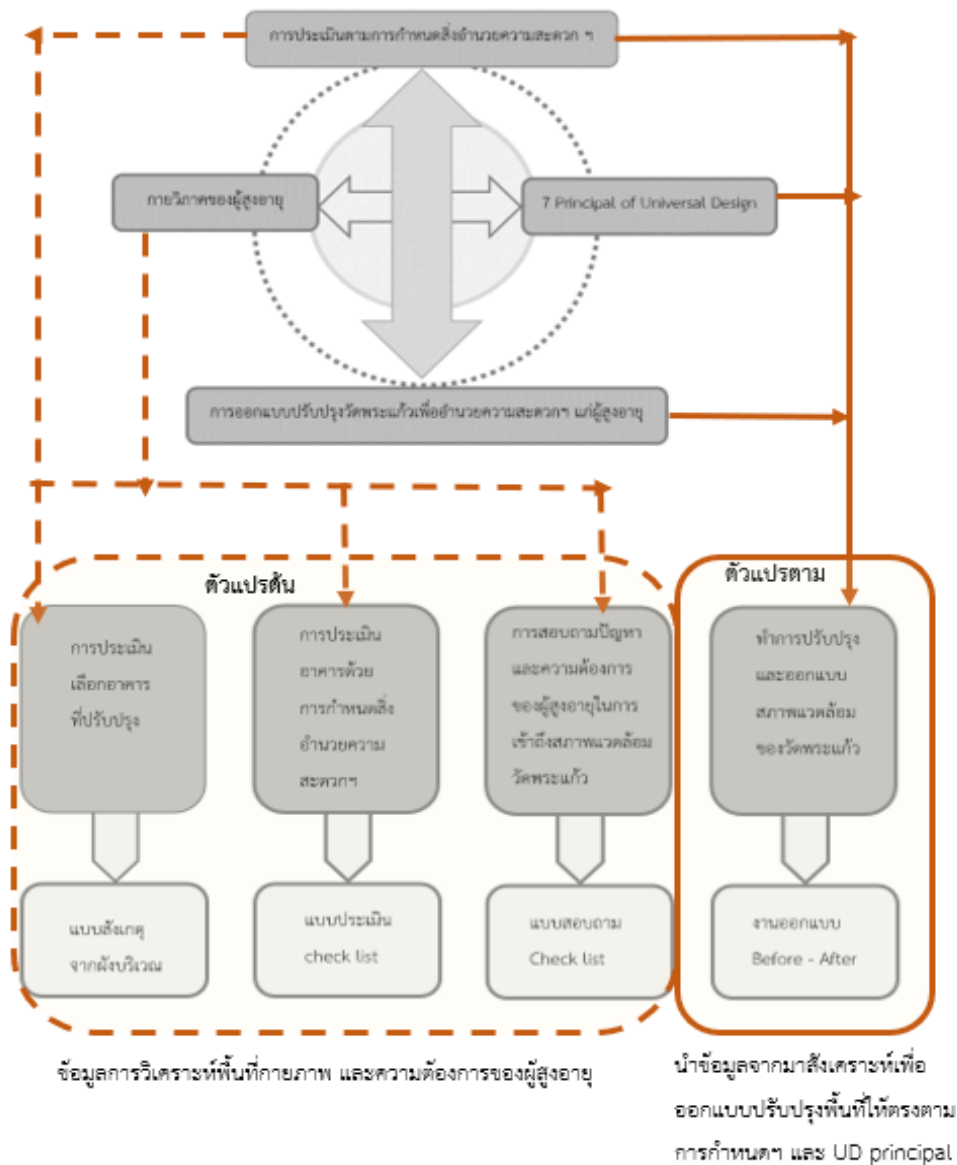 การประเมินตามการกำหนดสิ่งอำนวยความสะดวก ฯ
กายวิภาคของผู้สูงอายุ
7 Principal of Universal Design
การออกแบบปรับปรุงวัดพระแก้วเพื่ออำนวยความสะดวกฯ แก่ผู้สูงอายุ
ตัวแปรต้น
การประเมิน
เลือกอาคาร
ที่ปรับปรุง
การประเมิน
อาคารด้วย
การกำหนดสิ่ง
อำนวยความ
สะดวกฯ
การสอบถามปัญหา
และความต้องการ
ของผู้สูงอายุในการ
เข้าถึงสภาพแวดล้อม
วัดพระแก้ว
แบบสังเกตุ
จากผังบริเวณ
แบบประเมิน
check list
แบบสอบถาม
Check list
ตัวแปรตาม
ทำการปรับปรุง
และออกแบบ
สภาพแวดล้อม
ของวัดพระแก้ว
งานออกแบบ
Before - After
ข้อมูลการวิเคราะห์พื้นที่กายภาพ และความต้องการของผู้สูงอายุ
นำข้อมูลจากมาสังเคราะห์เพื่อ
ออกแบบปรับปรุงพื้นที่ให้ตรงตาม
การกำหนดฯ และ UD principal